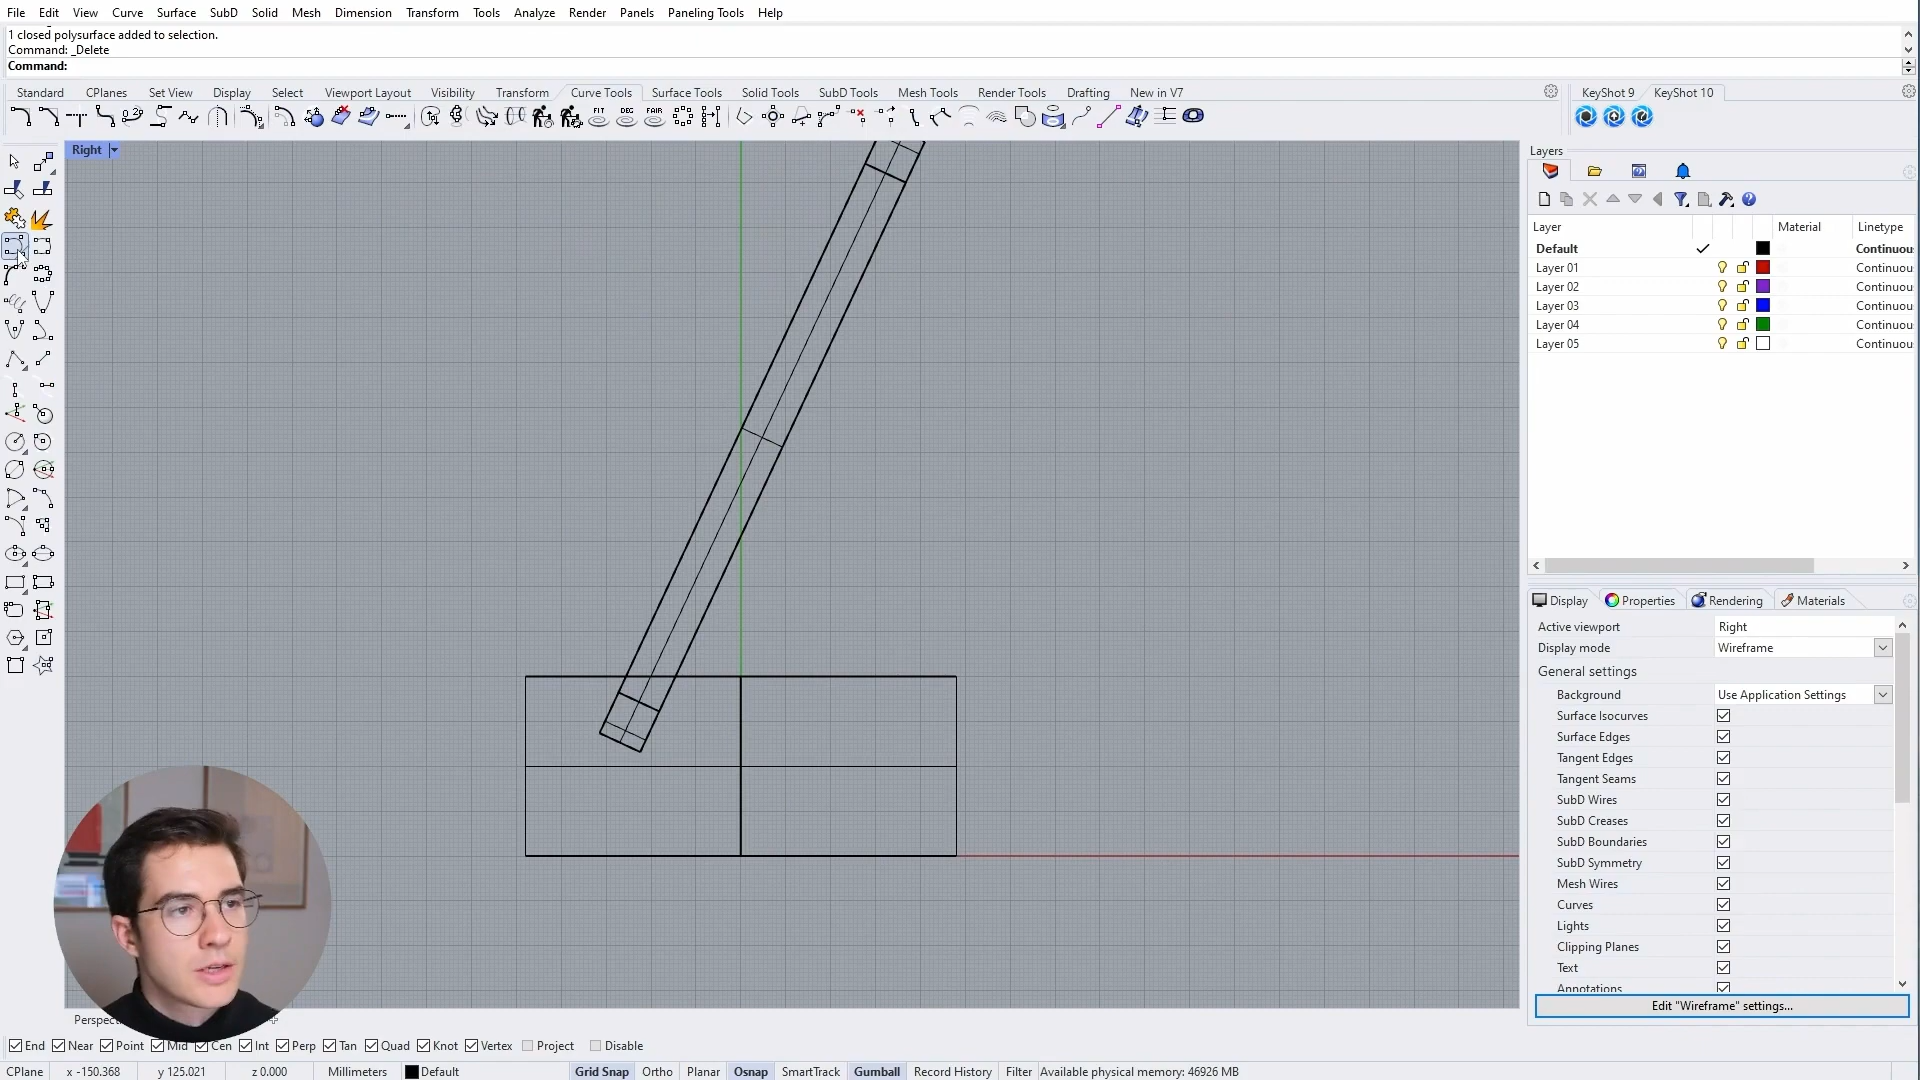 File Edit View Curve Surface SubD Solid Mesh Dimension Transform Tools Analyze Render Panels Paneling Tools Help
1 closed polysurface added to selection.
Command: _Delete
Command:
Standard CPlanes Set View Display Select Viewport Layout Visibility Transform Curve Tools Surface Tools Solid Tools SubD Tools Mesh Tools Render Tools Drafting New in V7 KeyShot 9 KeyShot 10
FIT DEG FAIR
Right
Layers
Layer Material Linetype
Default Continuou
Layer 01 Continuou
Layer 02 Continuou
Layer 03 Continuou
Layer 04 Continuou
Layer 05 Continuou
Display Properties Rendering Materials
Active viewport Right
Display mode Wireframe
General settings
Background Use Application Settings
Surface Isocurves
Surface Edges
Tangent Edges
Tangent Seams
SubD Wires
SubD Creases
SubD Boundaries
SubD Symmetry
Mesh Wires
Curves
Lights
Clipping Planes
Text
Annotations
Edit "Wireframe" settings...
Perspec
End Near Point Mid Cen Int Perp Tan Quad Knot Vertex Project Disable
CPlane x -150.368 y 125.021 z 0.000 Millimeters Default Grid Snap Ortho Planar Osnap SmartTrack Gumball Record History Filter Available physical memory: 46926 MB